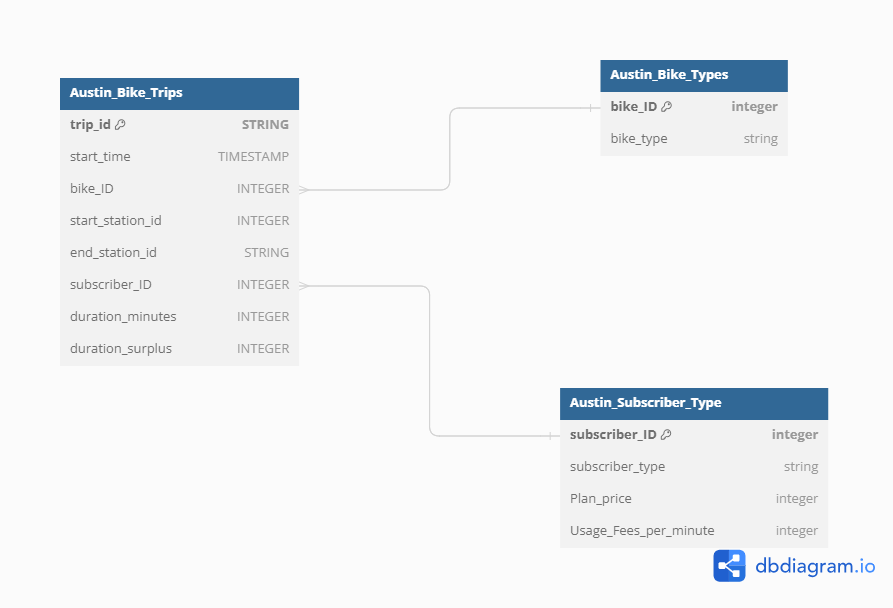 Austin_Bike_Trips
trip_id STRING
start_time TIMESTAMP
bike_ID INTEGER
start_station_id INTEGER
end_station_id STRING
subscriber_ID INTEGER
duration_minutes INTEGER
duration_surplus INTEGER
Austin_Bike_Types
bike_ID integer
bike_type string
Austin_Subscriber_Type
subscriber_ID integer
subscriber_type string
Plan_price integer
Usage_Fees_per_minute integer
dbdiagram.io